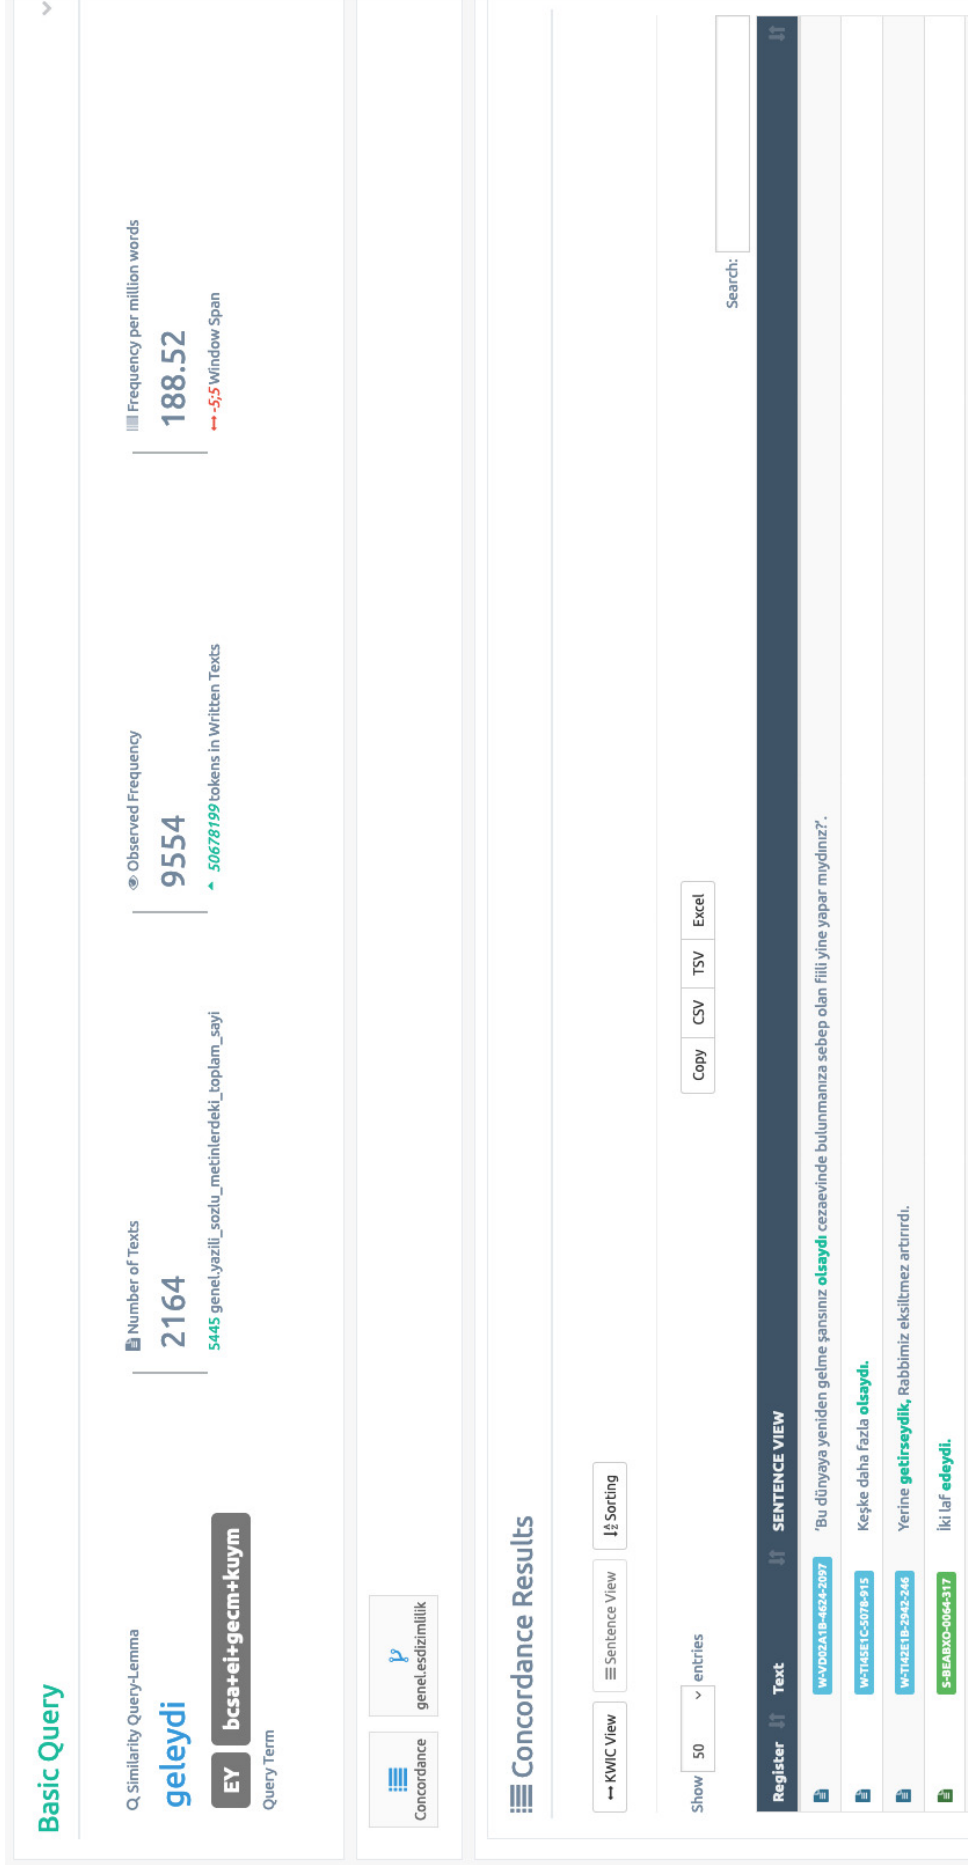 Basic Query
Similarity Query-Lemma
geleydi
EY bcsa+ei+gecm+kuym
Query Term
Number of Texts
2164
5445 genel.yazili_sozlu_metinlerdeki_toplam_sayi
Observed Frequency
9554
50678199 tokens in Written Texts
Frequency per million words
188.52
-5;5 Window Span
Concordance
genel.esdizimlilik
Concordance Results
KWIC View
Sentence View
Sorting
Show 50 entries
Copy CSV TSV Excel
Search:
Register Text SENTENCE VIEW
W-VD02A1B-4624-2097 'Bu dünyaya yeniden gelme şansınız olsaydı cezaevinde bulunmanıza sebep olan fiili yine yapar mıydınız?'.
W-TI45E1C-5078-915 Keşke daha fazla olsaydı.
W-TI42E1B-2942-246 Yerine getirseydik, Rabbimiz eksiltmez artırırdı.
S-BEABXO-0064-317 İki laf edeydi.